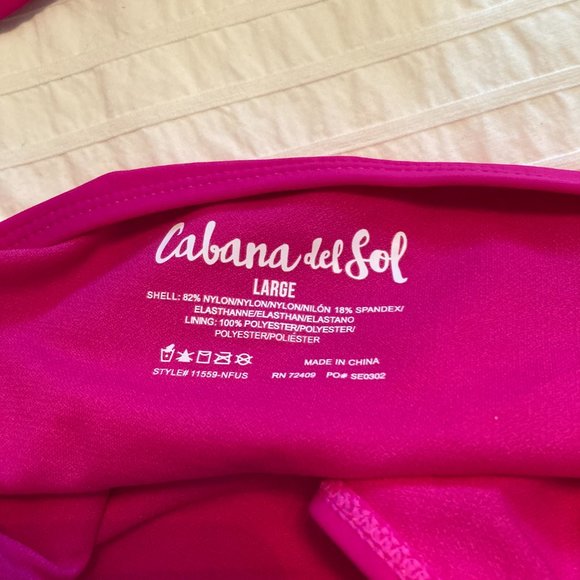 Cabana del Sol
LARGE
SHELL: 82% NYLON/NYLON/NYLON/NILÓN 18% SPANDEX/
ELASTHANNE/ELASTHAN/ELASTANO
LINING: 100% POLYESTER/POLYESTER/
POLYESTER/POLIÉSTER
MADE IN CHINA
STYLE# 11559-NFUS RN 72409 PO# SE0302